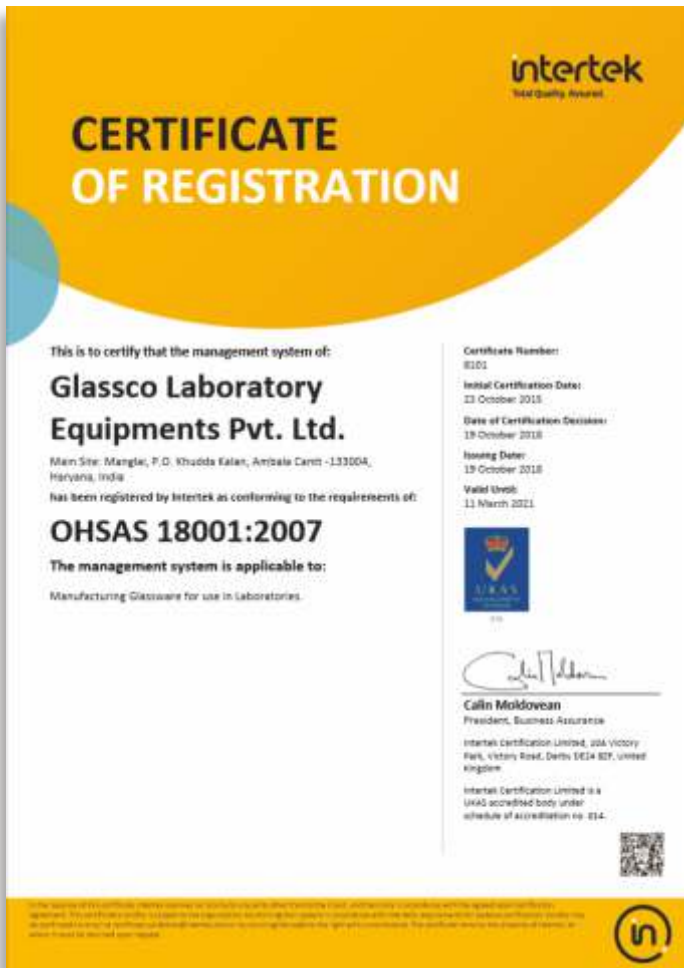 intertek
Total Quality. Assured.
CERTIFICATE
OF REGISTRATION
This is to certify that the management system of:
Glassco Laboratory
Equipments Pvt. Ltd.
Main Site: Manglai, P.O. Khudda Kalan, Ambala Cantt -133004,
Haryana, India
has been registered by Intertek as conforming to the requirements of:
OHSAS 18001:2007
The management system is applicable to:
Manufacturing Glassware for use in Laboratories.
Certificate Number:
8101
Initial Certification Date:
23 October 2015
Date of Certification Decision:
19 October 2018
Issuing Date:
19 October 2018
Valid Until:
11 March 2021
UKAS
014
Calin Moldovean
President, Business Assurance
Intertek Certification Limited, 10A Victory
Park, Victory Road, Derby DE24 8ZF, United
Kingdom
Intertek Certification Limited is a
UKAS accredited body under
schedule of accreditation no. 014.
in